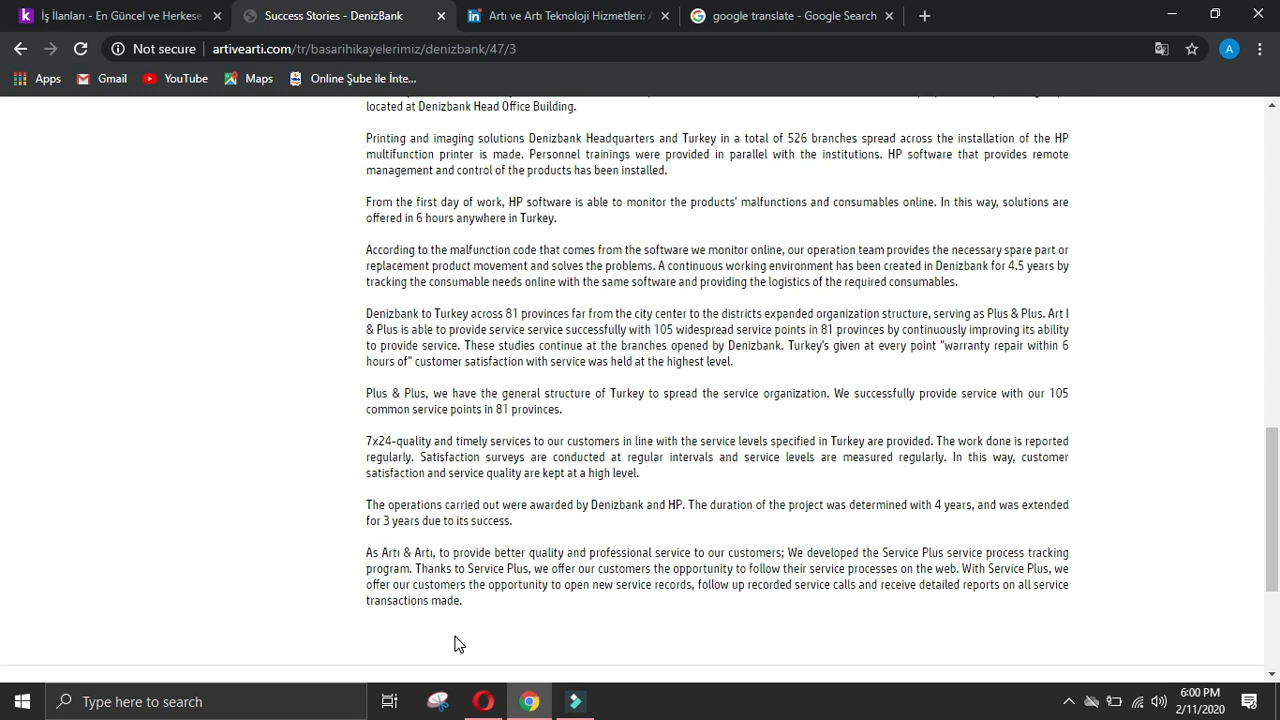 İş İlanları - En Güncel ve Herkese
Success Stories - DenizBank
Artı ve Artı Teknoloji Hizmetleri: A
google translate - Google Search
Not secure
artivearti.com/tr/basarihikayelerimiz/denizbank/47/3
A
Apps
Gmail
YouTube
Maps
Online Şube ile İnte...
located at Denizbank Head Office Building.
Printing and imaging solutions Denizbank Headquarters and Turkey in a total of 526 branches spread across the installation of the HP
multifunction printer is made. Personnel trainings were provided in parallel with the institutions. HP software that provides remote
management and control of the products has been installed.
From the first day of work, HP software is able to monitor the products' malfunctions and consumables online. In this way, solutions are
offered in 6 hours anywhere in Turkey.
According to the malfunction code that comes from the software we monitor online, our operation team provides the necessary spare part or
replacement product movement and solves the problems. A continuous working environment has been created in Denizbank for 4.5 years by
tracking the consumable needs online with the same software and providing the logistics of the required consumables.
Denizbank to Turkey across 81 provinces far from the city center to the districts expanded organization structure, serving as Plus & Plus. Art I
& Plus is able to provide service service successfully with 105 widespread service points in 81 provinces by continuously improving its ability
to provide service. These studies continue at the branches opened by Denizbank. Turkey's given at every point "warranty repair within 6
hours of" customer satisfaction with service was held at the highest level.
Plus & Plus, we have the general structure of Turkey to spread the service organization. We successfully provide service with our 105
common service points in 81 provinces.
7x24-quality and timely services to our customers in line with the service levels specified in Turkey are provided. The work done is reported
regularly. Satisfaction surveys are conducted at regular intervals and service levels are measured regularly. In this way, customer
satisfaction and service quality are kept at a high level.
The operations carried out were awarded by Denizbank and HP. The duration of the project was determined with 4 years, and was extended
for 3 years due to its success.
As Artı & Artı, to provide better quality and professional service to our customers; We developed the Service Plus service process tracking
program. Thanks to Service Plus, we offer our customers the opportunity to follow their service processes on the web. With Service Plus, we
offer our customers the opportunity to open new service records, follow up recorded service calls and receive detailed reports on all service
transactions made.
Type here to search
6:00 PM
2/11/2020